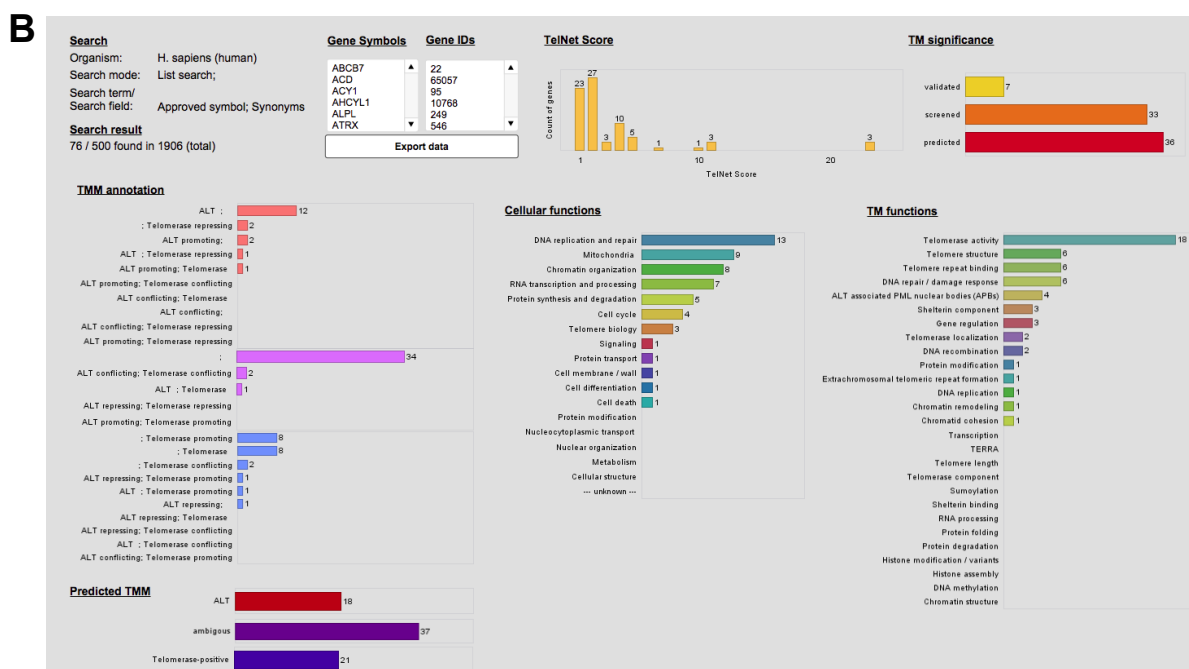 B
Search
Organism: H. sapiens (human)
Search mode: List search;
Search term/
Search field: Approved symbol; Synonyms
Search result
76 / 500 found in 1906 (total)
Gene Symbols
ABCB7
ACD
ACY1
AHCYL1
ALPL
ATRX
Gene IDs
22
65057
95
10768
249
546
Export data
TelNet Score
Count of genes
23
27
3
10
5
1
1
3
3
1
10
20
TelNet Score
TM significance
validated 7
screened 33
predicted 36
TMM annotation
ALT ; 12
; Telomerase repressing 2
ALT promoting; 2
ALT ; Telomerase repressing 1
ALT promoting; Telomerase 1
ALT promoting; Telomerase conflicting
ALT conflicting; Telomerase
ALT conflicting;
ALT conflicting; Telomerase repressing
ALT promoting; Telomerase repressing
; 34
ALT conflicting; Telomerase conflicting 2
ALT ; Telomerase 1
ALT repressing; Telomerase repressing
ALT promoting; Telomerase promoting
; Telomerase promoting 8
; Telomerase 8
; Telomerase conflicting 2
ALT repressing; Telomerase promoting 1
ALT ; Telomerase promoting 1
ALT repressing; 1
ALT repressing; Telomerase
ALT repressing; Telomerase conflicting
ALT ; Telomerase conflicting
ALT conflicting; Telomerase promoting
Predicted TMM
ALT 18
ambigous 37
Telomerase-positive 21
Cellular functions
DNA replication and repair 13
Mitochondria 9
Chromatin organization 8
RNA transcription and processing 7
Protein synthesis and degradation 5
Cell cycle 4
Telomere biology 3
Signaling 1
Protein transport 1
Cell membrane / wall 1
Cell differentiation 1
Cell death 1
Protein modification
Nucleocytoplasmic transport
Nuclear organization
Metabolism
Cellular structure
--- unknown ---
TM functions
Telomerase activity 18
Telomere structure 6
Telomere repeat binding 6
DNA repair / damage response 6
ALT associated PML nuclear bodies (APBs) 4
Shelterin component 3
Gene regulation 3
Telomerase localization 2
DNA recombination 2
Protein modification 1
Extrachromosomal telomeric repeat formation 1
DNA replication 1
Chromatin remodeling 1
Chromatid cohesion 1
Transcription
TERRA
Telomere length
Telomerase component
Sumoylation
Shelterin binding
RNA processing
Protein folding
Protein degradation
Histone modification / variants
Histone assembly
DNA methylation
Chromatin structure